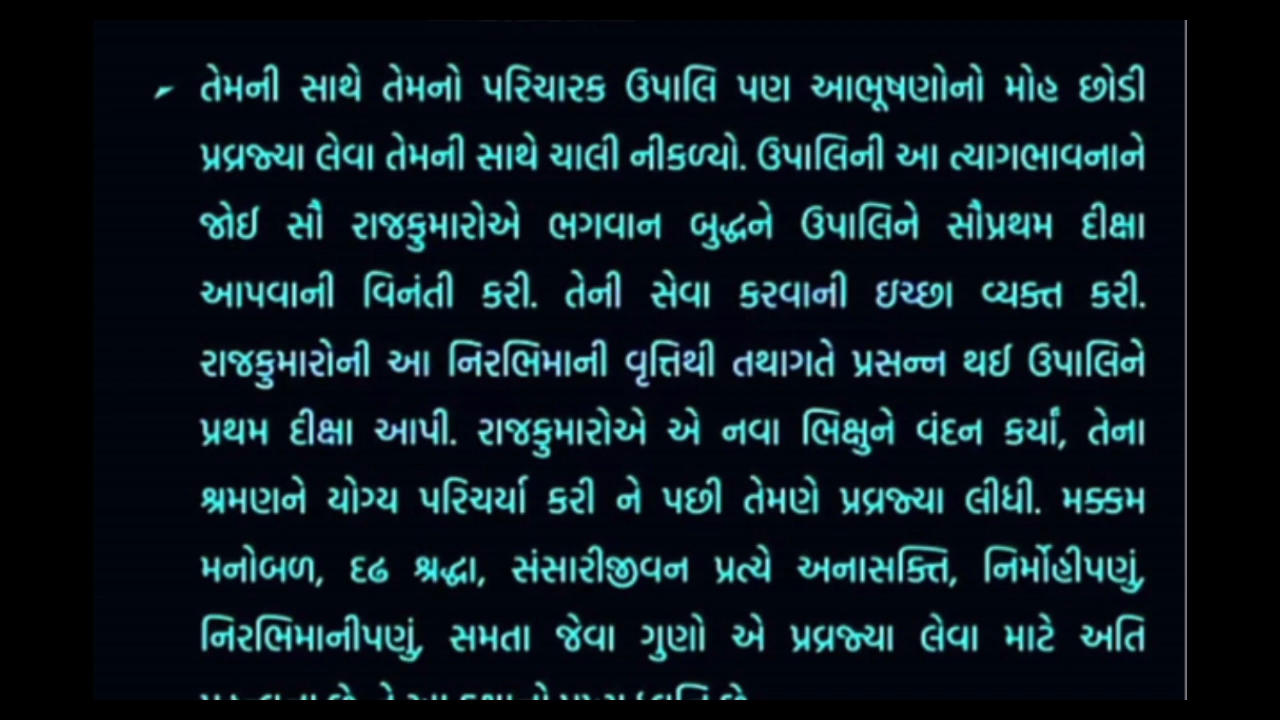 તેમની સાથે તેમનો પરિચારક ઉપાલિ પણ આભૂષણોનો મોહ છોડી
પ્રવ્રજ્યા લેવા તેમની સાથે ચાલી નીકળ્યો. ઉપાલિની આ ત્યાગભાવનાને
જોઈ સૌ રાજકુમારોએ ભગવાન બુદ્ધને ઉપાલિને સૌપ્રથમ દીક્ષા
આપવાની વિનંતી કરી. તેની સેવા કરવાની ઇચ્છા વ્યક્ત કરી.
રાજકુમારોની આ નિરભિમાની વૃત્તિથી તથાગતે પ્રસન્ન થઈ ઉપાલિને
પ્રથમ દીક્ષા આપી. રાજકુમારોએ એ નવા ભિક્ષુને વંદન કર્યાં, તેના
શ્રમણને યોગ્ય પરિચર્યા કરી ને પછી તેમણે પ્રવ્રજ્યા લીધી. મક્કમ
મનોબળ, દૃઢ શ્રદ્ધા, સંસારીજીવન પ્રત્યે અનાસક્તિ, નિર્મોહીપણું,
નિરભિમાનીપણું, સમતા જેવા ગુણો એ પ્રવ્રજ્યા લેવા માટે અતિ